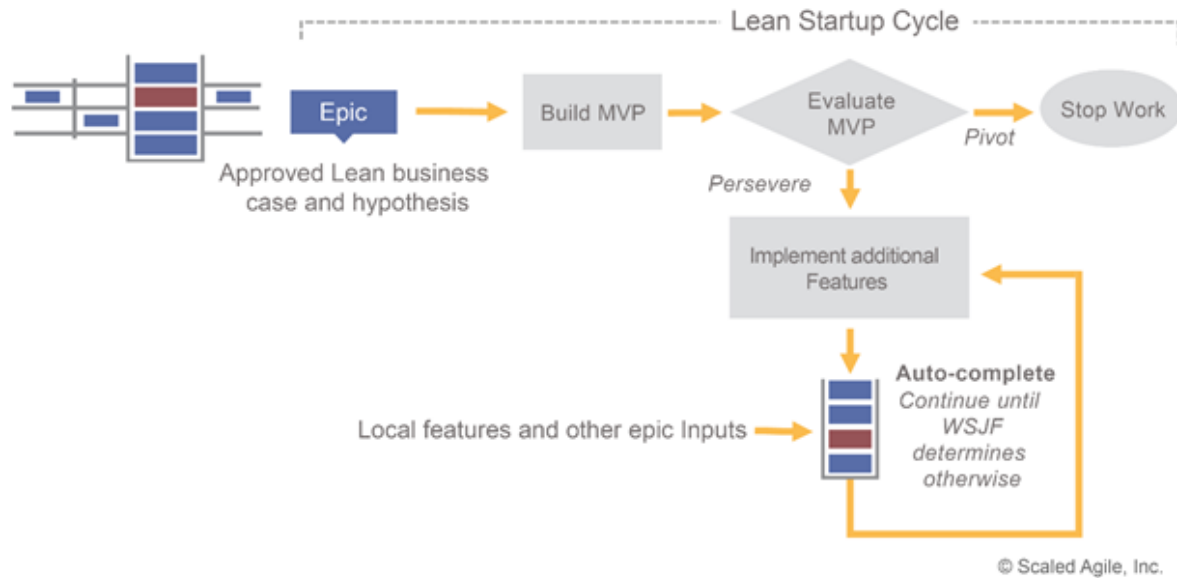 Lean Startup Cycle
Epic
Approved Lean business
case and hypothesis
Build MVP
Evaluate
MVP
Pivot
Stop Work
Persevere
Implement additional
Features
Auto-complete
Continue until
WSJF
determines
otherwise
Local features and other epic Inputs
© Scaled Agile, Inc.